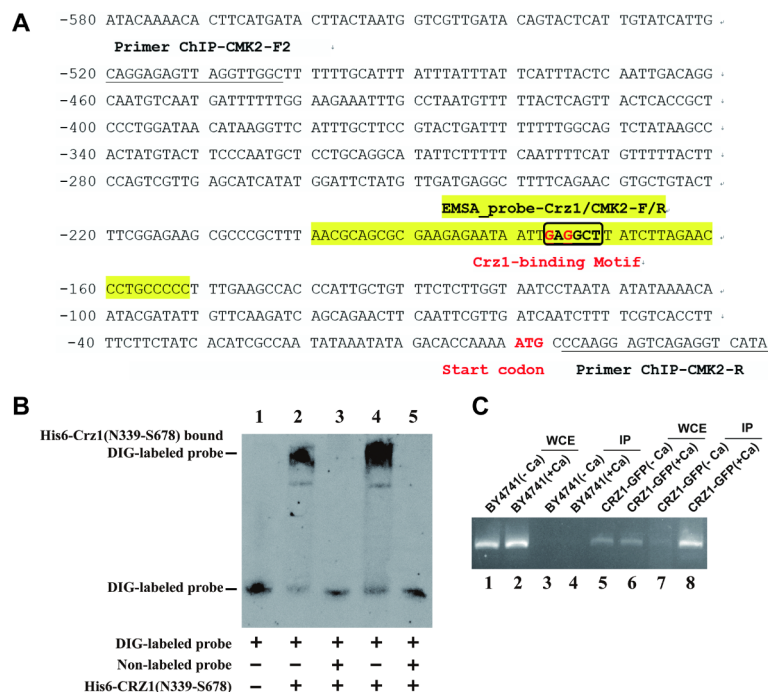 A
-580 ATACAAAACA CTTCATGATA CTTACTAATG GGTCGTTGATA CAGTACTCAT TGTATCATTG
Primer ChIP-CMK2-F2
-520 CAGGAGAGTT AGGTTGGCTT TTTTTGCATTT ATTTATTTAT TCATTTACTC AATTGACAGG
-460 CAATGTCAAT GATTTTTTGG AAGAAATTTG CCTAATGTTT TTACTCAGTT ACTCACCGCT
-400 CCCTGGATAA CATAAGGTTC ATTTGCTTCC GTACTGATTT TTTTTGGCAG TCTATAAGCC
-340 ACTATGTACT TCCCAATGCT CCTGCAGGCA TATTCTTTTT CAATTTTCAT GTTTTTACTT
-280 CCAGTCGTTG AGCATCATAT GGATTCTATG TTGATGAGGCT TTTCAGAAC GTGCTGTACT
EMSA_probe-Crz1/CMK2-F/R
-220 TTCGGAGAAG CGCCCGCTTT AACGCAGCGC GAAGAGAATA ATTGAGGCTT ATCTTAGAAC
Crz1-binding Motif
-160 CCTGCCCCCT TTGAAGCCAC CCATTGCTGT TTCTCTTGGT AATCCTAATA ATATAAAACA
-100 ATACGATATT GTTCAAGATC CAGCAGAACT TCAATTCGTT GATCAATCTT TCGTCACCTT
-40 TTCTTCTATC ACATCGCCAA TATAAATATA GACACCAAAA ATG CCCAAGG AGTCAGAGGT CATA
Start codon Primer ChIP-CMK2-R
B
1 2 3 4 5
His6-Crz1(N339-S678) bound
DIG-labeled probe
DIG-labeled probe
DIG-labeled probe + + + + +
Non-labeled probe - - + - +
His6-CRZ1(N339-S678) - + + + +
C
WCE IP WCE IP
BY4741(- Ca)
BY4741(+Ca)
BY4741(- Ca)
BY4741(+Ca)
CRZ1-GFP(- Ca)
CRZ1-GFP(+Ca)
CRZ1-GFP(- Ca)
CRZ1-GFP(+Ca)
1 2 3 4 5 6 7 8